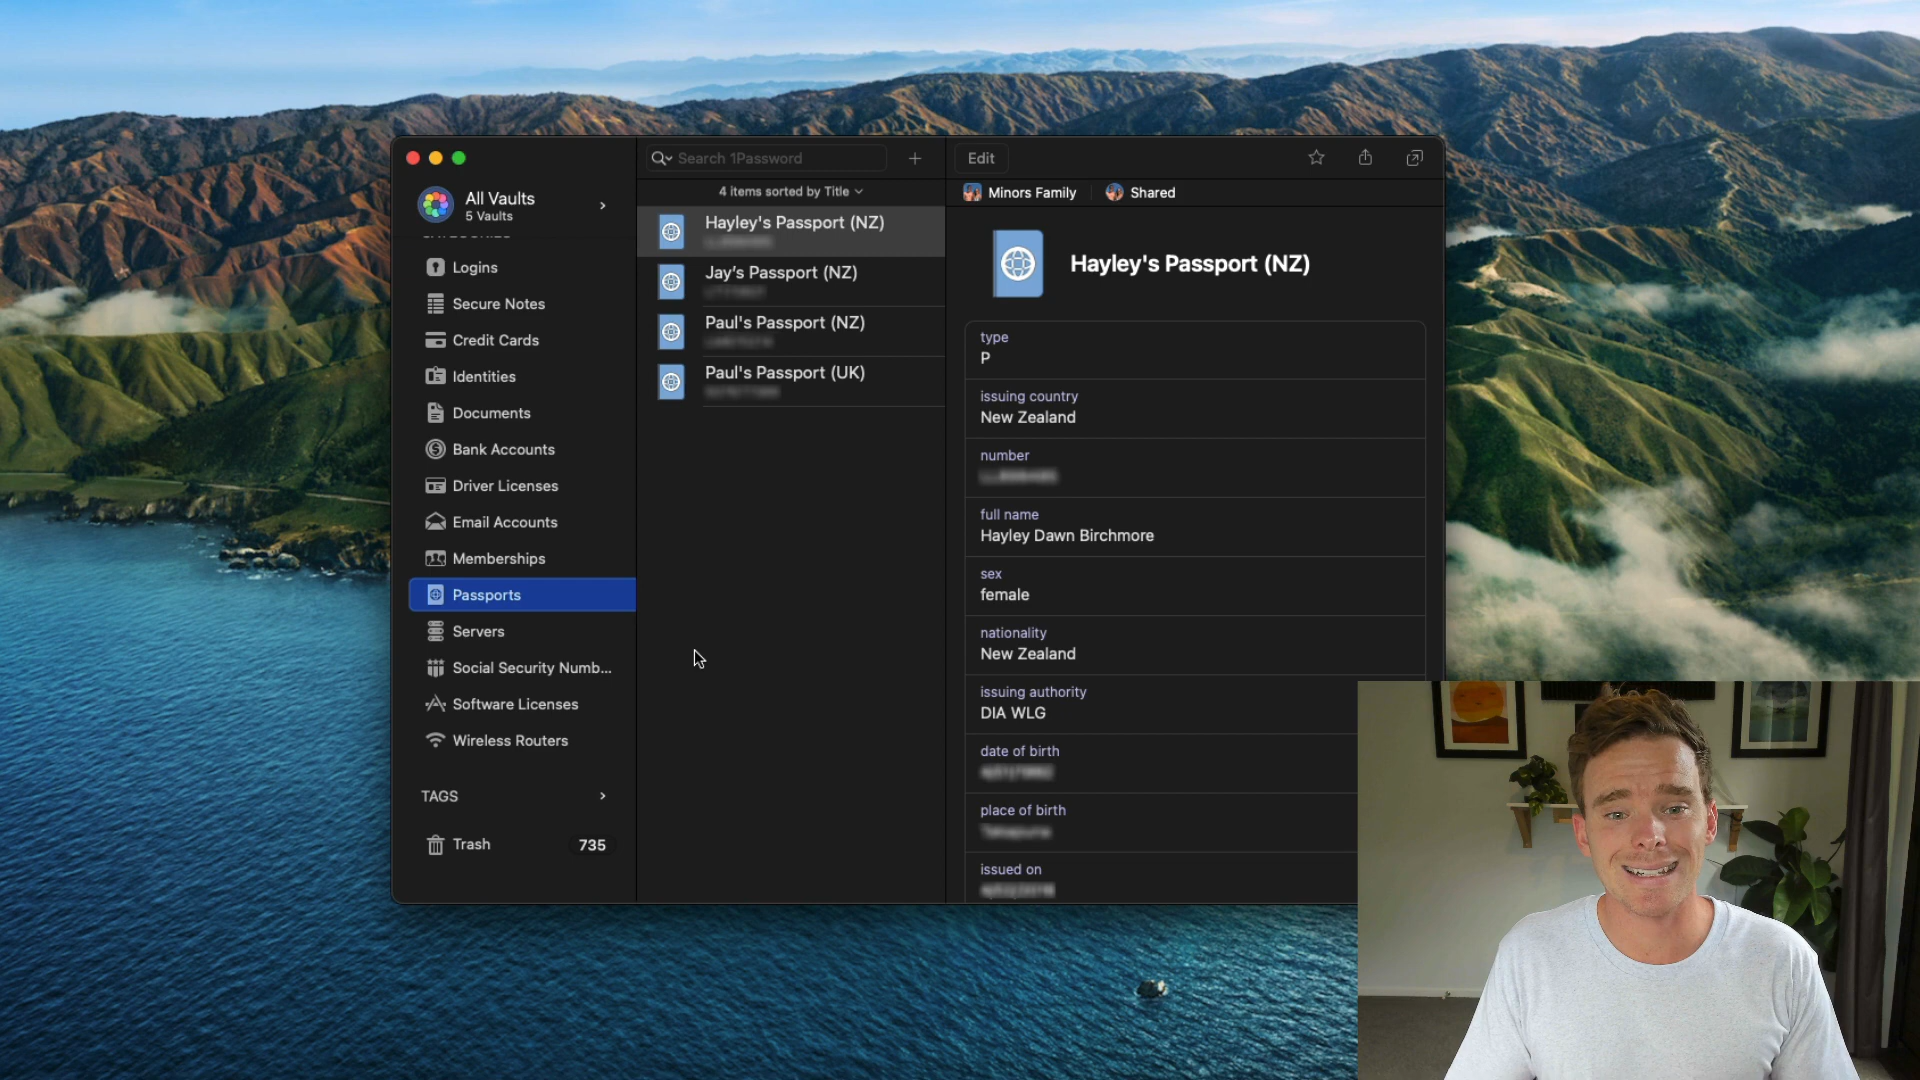 Search 1Password
Edit
All Vaults
5 Vaults
4 items sorted by Title
Minors Family
Shared
CATEGORIES
Logins
Secure Notes
Credit Cards
Identities
Documents
Bank Accounts
Driver Licenses
Email Accounts
Memberships
Passports
Servers
Social Security Numb...
Software Licenses
Wireless Routers
TAGS
Trash
735
Hayley's Passport (NZ)
Jay’s Passport (NZ)
Paul's Passport (NZ)
Paul's Passport (UK)
Hayley's Passport (NZ)
type
P
issuing country
New Zealand
number
full name
Hayley Dawn Birchmore
sex
female
nationality
New Zealand
issuing authority
DIA WLG
date of birth
place of birth
issued on